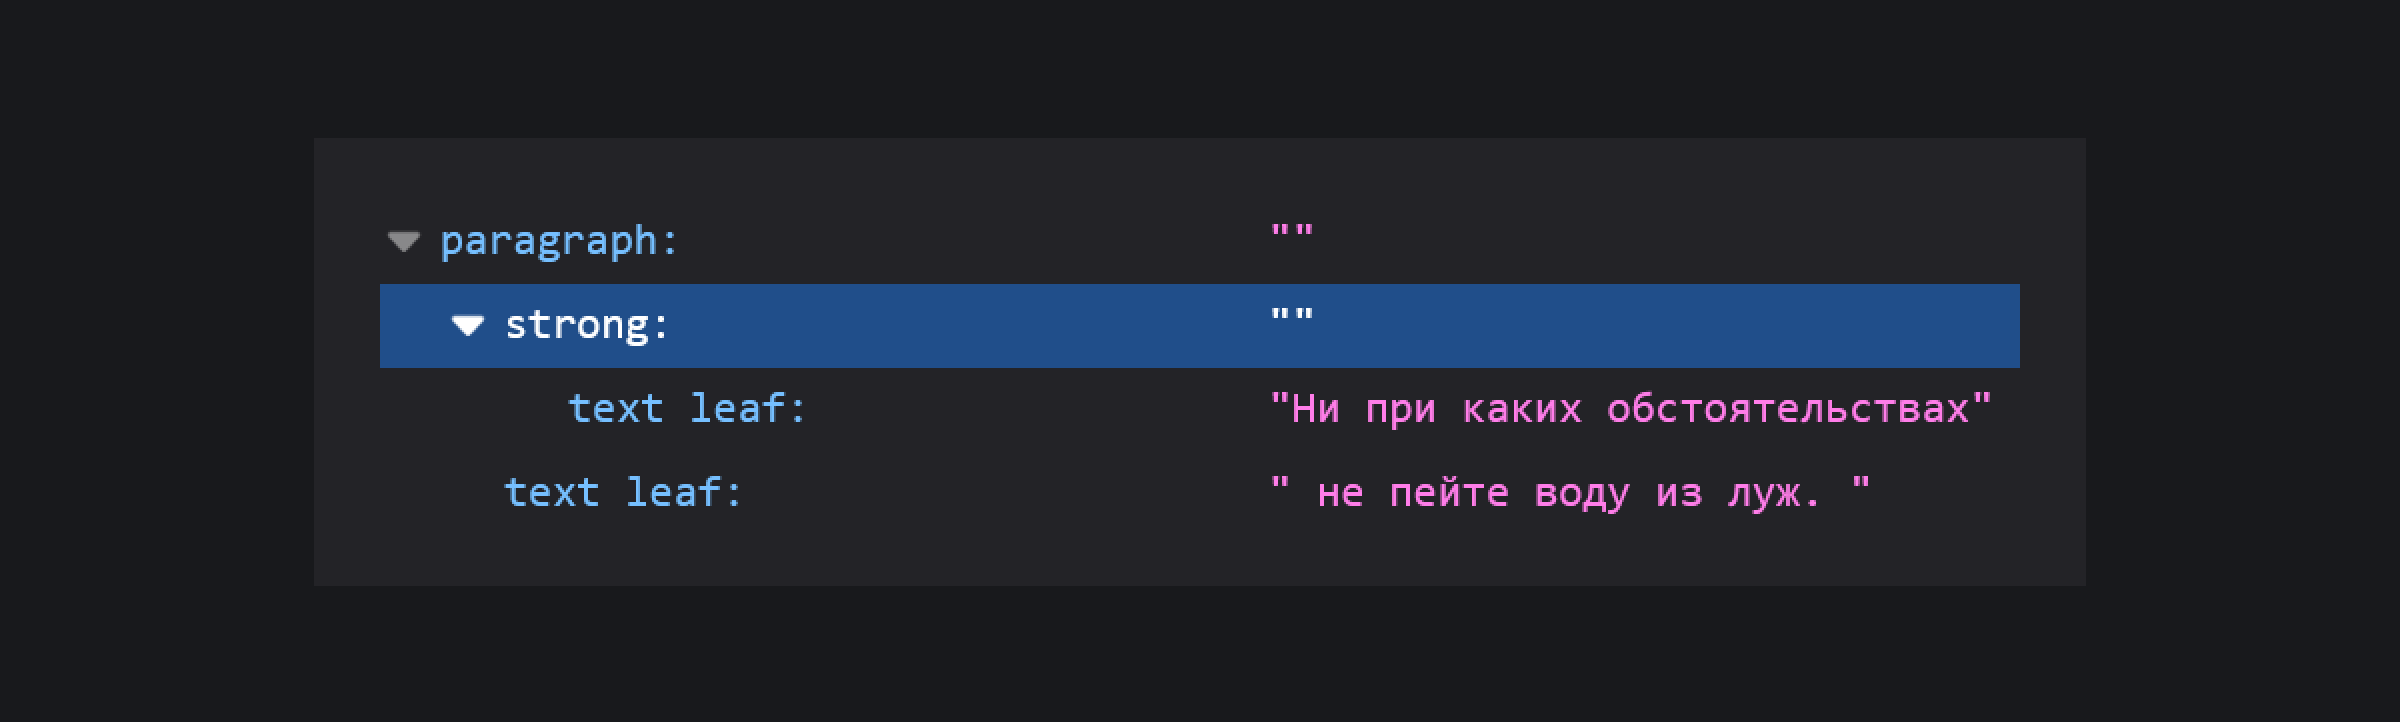 paragraph: ""
strong: ""
text leaf: "Ни при каких обстоятельствах"
text leaf: " не пейте воду из луж. "